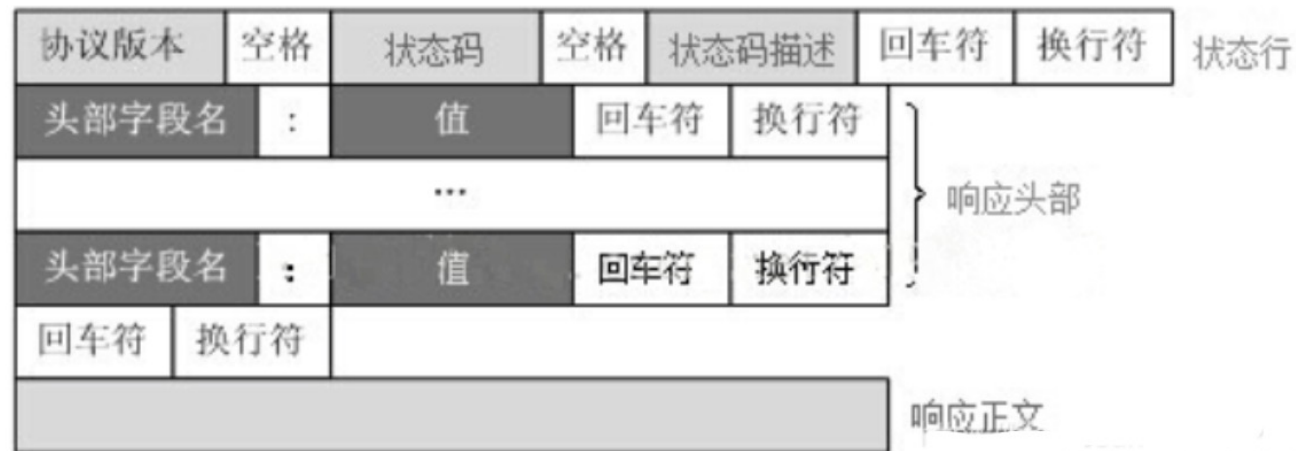 协议版本 空格 状态码 空格 状态码描述 回车符 换行符 状态行
头部字段名 : 值 回车符 换行符
...
响应头部
头部字段名 : 值 回车符 换行符
回车符 换行符
响应正文